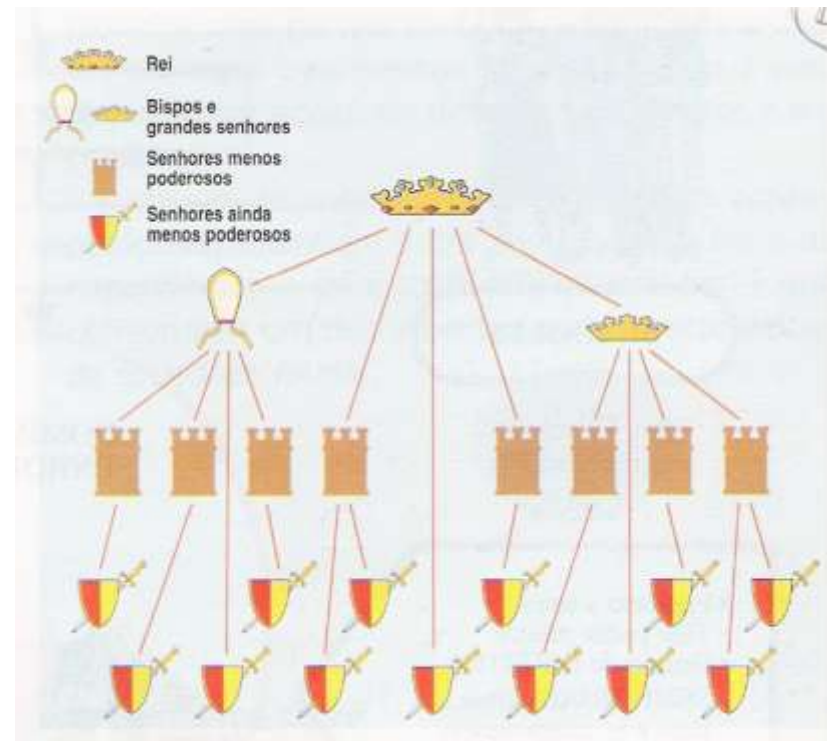 Rei
Bispos e
grandes senhores
Senhores menos
poderosos
Senhores ainda
menos poderosos